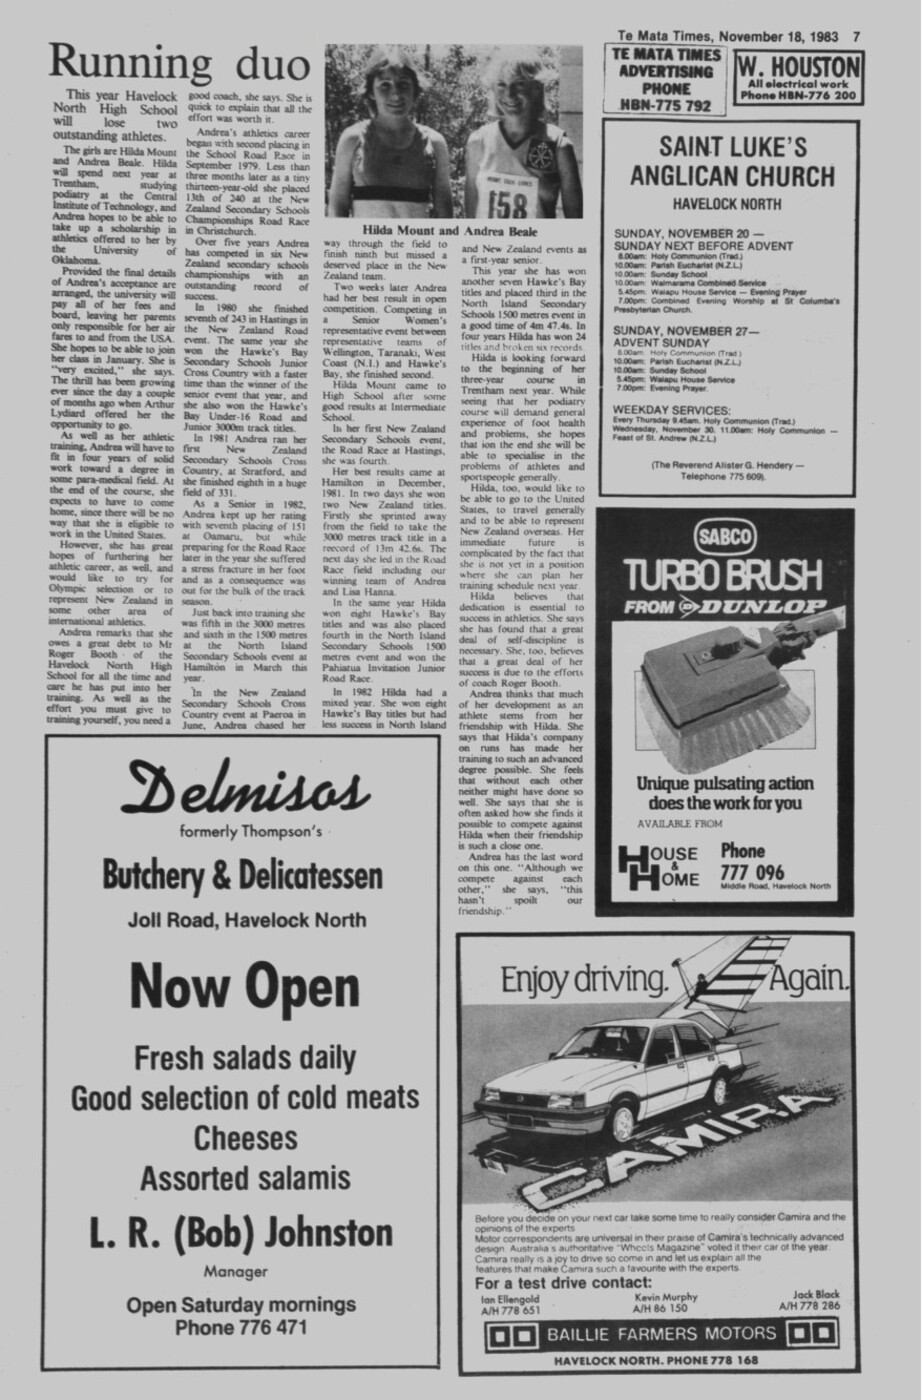 Te Mata Times, November 18, 1983 7
Running duo
This year Havelock
North High School
will lose two
outstanding athletes.
The girls are Hilda Mount
and Andrea Beale. Hilda
will spend next year at
Trentham, studying
podiatry at the Central
Institute of Technology, and
Andrea hopes to be able to
take up a scholarship in
athletics offered to her by
the University of
Oklahoma.
Provided the final details
of Andrea's acceptance are
arranged, the university will
pay all of her fees and
board, leaving her parents
only responsible for her air
fares to and from the USA.
She hopes to be able to join
her class in January. She is
"very excited," she says.
The thrill has been growing
ever since the day a couple
of months ago when Arthur
Lydiard offered her the
opportunity to go.
As well as her athletic
training, Andrea will have to
fit in four years of solid
work toward a degree in
some para-medical field. At
the end of the course, she
expects to have to come
home, since there will be no
way that she is eligible to
work in the United States.
However, she has great
hopes of furthering her
athletic career, as well, and
would like to try for
Olympic selection or to
represent New Zealand in
some other area of
international athletics.
Andrea remarks that she
owes a great debt to Mr
Roger Booth of the
Havelock North High
School for all the time and
care he has put into her
training. As well as the
effort you must give to
training yourself, you need a
good coach, she says. She is
quick to explain that all the
effort was worth it.
Andrea's athletics career
began with second placing in
the School Road Race in
September 1979. Less than
three months later as a tiny
thirteen-year-old she placed
13th of 240 at the New
Zealand Secondary Schools
Championships Road Race
in Christchurch.
Over five years Andrea
has competed in six New
Zealand secondary schools
championships with an
outstanding record of
success.
In 1980 she finished
seventh of 243 in Hastings in
the New Zealand Road
event. The same year she
won the Hawke's Bay
Secondary Schools Junior
Cross Country with a faster
time than the winner of the
senior event that year, and
she also won the Hawke's
Bay Under-16 Road and
Junior 3000m track titles.
In 1981 Andrea ran her
first New Zealand
Secondary Schools Cross
Country, at Stratford, and
she finished eighth in a huge
field of 331.
As a Senior in 1982,
Andrea kept up her rating
with seventh placing of 151
at Oamaru, but while
preparing for the Road Race
later in the year she suffered
a stress fracture in her foot
and as a consequence was
out for the bulk of the track
season.
Just back into training she
was fifth in the 3000 metres
and sixth in the 1500 metres
at the North Island
Secondary Schools event at
Hamilton in March this
year.
In the New Zealand
Secondary Schools Cross
Country event at Paeroa in
June, Andrea chased her
158
Hilda Mount and Andrea Beale
way through the field to
finish ninth but missed a
deserved place in the New
Zealand team.
Two weeks later Andrea
had her best result in open
competition. Competing in
a Senior Women's
representative event between
representative teams of
Wellington, Taranaki, West
Coast (N.I.) and Hawke's
Bay, she finished second.
Hilda Mount came to
High School after some
good results at Intermediate
School.
In her first New Zealand
Secondary Schools event,
the Road Race at Hastings,
she was fourth.
Her best results came at
Hamilton in December,
1981. In two days she won
two New Zealand titles.
Firstly she sprinted away
from the field to take the
3000 metres track title in a
reecord of 13m 42.6s. The
next day she led in the Road
Race field including our
winning team of Andrea
and Lisa Hanna.
In the same year Hilda
won eight Hawke's Bay
titles and was also placed
fourth in the North Island
Secondary Schools 1500
metres event and won the
Pahiatua Invitation Junior
Road Race.
In 1982 Hilda had a
mixed year. She won eight
Hawke's Bay titles but had
less success in North Island
and New Zealand events as
a first-year senior.
This year she has won
another seven Hawke's Bay
titles and placed third in the
North Island Secondary
Schools 1500 metres event in
a good time of 4m 47.4s. In
four years Hilda has won 24
titles and broken six records.
Hilda is looking forward
to the beginning of her
three-year course in
Trentham next year. While
seeing that her podiatry
course will demand general
experience of foot health
and problems, she hopes
that ion the end she will be
able to specialise in the
problems of athletes and
sportspeople generally.
Hilda, too, would like to
be able to go to the United
States, to travel generally
and to be able to represent
New Zealand overseas. Her
immediate future is
complicated by the fact that
she is not yet in a position
where she can plan her
training schedule next year.
Hilda believes that
dedication is essential to
success in athletics. She says
she has found that a great
deal of self-discipline is
necessary. She, too, believes
that a great deal of her
success is due to the efforts
of coach Roger Booth.
Andrea thinks that much
of her development as an
athlete stems from her
friendship with Hilda. She
says that Hilda's company
on runs has made her
training to such an advanced
degree possible. She feels
that without each other
neither might have done so
well. She says that she is
often asked how she finds it
possible to compete against
Hilda when their friendship
is such a close one.
Andrea has the last word
on this one. "Although we
compete against each
other," she says, "this
hasn't spoilt our
friendship."
TE MATA TIMES
ADVERTISING
PHONE
HBN-775 792
W. HOUSTON
All electrical work
Phone HBN-776 200
SAINT LUKE'S
ANGLICAN CHURCH
HAVELOCK NORTH
SUNDAY, NOVEMBER 20 —
SUNDAY NEXT BEFORE ADVENT
8.00am: Holy Communion (Trad.)
10.00am: Parish Eucharist (N.Z.L.)
10.00am: Sunday School
10.00am: Waimarama Combined Service
5.45pm: Waiapu House Service — Evening Prayer
7.00pm: Combined Evening Worship at St Columba's
Presbyterian Church.
SUNDAY, NOVEMBER 27—
ADVENT SUNDAY
8.00am: Holy Communion (Trad.)
10.00am: Parish Eucharist (N.Z.L.)
10.00am: Sunday School
5.45pm: Waiapu House Service
7.00pm: Evening Prayer.
WEEKDAY SERVICES:
Every Thursday 9.45am. Holy Communion (Trad.)
Wednesday, November 30. 11.00am: Holy Communion —
Feast of St. Andrew (N.Z.L.)
(The Reverend Alister G. Hendery —
Telephone 775 609).
SABCO
TURBO BRUSH
FROM DUNLOP
Unique pulsating action
does the work for you
AVAILABLE FROM
HOUSE
&
HOME
Phone
777 096
Middle Road, Havelock North
Delmisos
formerly Thompson's
Butchery & Delicatessen
Joll Road, Havelock North
Now Open
Fresh salads daily
Good selection of cold meats
Cheeses
Assorted salamis
L. R. (Bob) Johnston
Manager
Open Saturday mornings
Phone 776 471
Enjoy driving. Again.
CAMIRA
Before you decide on your next car take some time to really consider Camira and the
opinions of the experts
Motor correspondents are universal in their praise of Camira's technically advanced
design. Australia's authoritative "Wheels Magazine" voted it their car of the year.
Camira really is a joy to drive so come in and let us explain all the
features that make Camira such a favourite with the experts.
For a test drive contact:
Ian Ellengold
A/H 778 651
Kevin Murphy
A/H 86 150
Jack Black
A/H 778 286
BAILLIE FARMERS MOTORS
HAVELOCK NORTH. PHONE 778 168